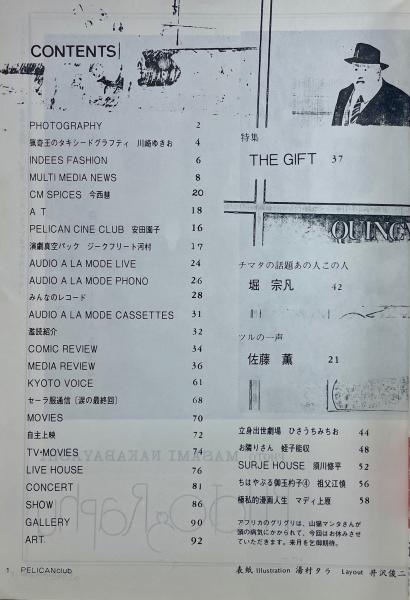 CONTENTS
PHOTOGRAPHY 2
猟奇王のタキシードグラフティ 川崎ゆきお 4
INDEES FASHION 6
MULTI MEDIA NEWS 8
CM SPICES 今西慧 20
A T 18
PELICAN CINE CLUB 安田園子 16
演劇真空パック ジークフリート河村 17
AUDIO A LA MODE LIVE 24
AUDIO A LA MODE PHONO 26
みんなのレコード 28
AUDIO A LA MODE CASSETTES 31
濫読紹介 32
COMIC REVIEW 34
MEDIA REVIEW 36
KYOTO VOICE 61
セーラ服通信〔涙の最終回〕 68
MOVIES 70
自主上映 72
TV・MOVIES 74
LIVE HOUSE 76
CONCERT 81
SHOW 86
GALLERY 90
ART 92
特集
THE GIFT 37
QUINCY
チマタの話題あの人この人
堀 宗凡 42
ツルの一声
佐藤 薫 21
立身出世劇場 ひさうちみちお 44
お隣りさん 蛭子能収 48
SURJE HOUSE 須川修平 52
ちはやぶる御玉杓子④ 祖父江慎 56
極私的漫画人生 マディ上原 58
アフリカのグリグリは、山猫マンタさんが
頭の病気にかかられて、今回はお休みさせ
ていただきます。来月を乞御期待。
1 PELICANclub
表紙 Illustration 湯村タラ Layout 井沢俊二